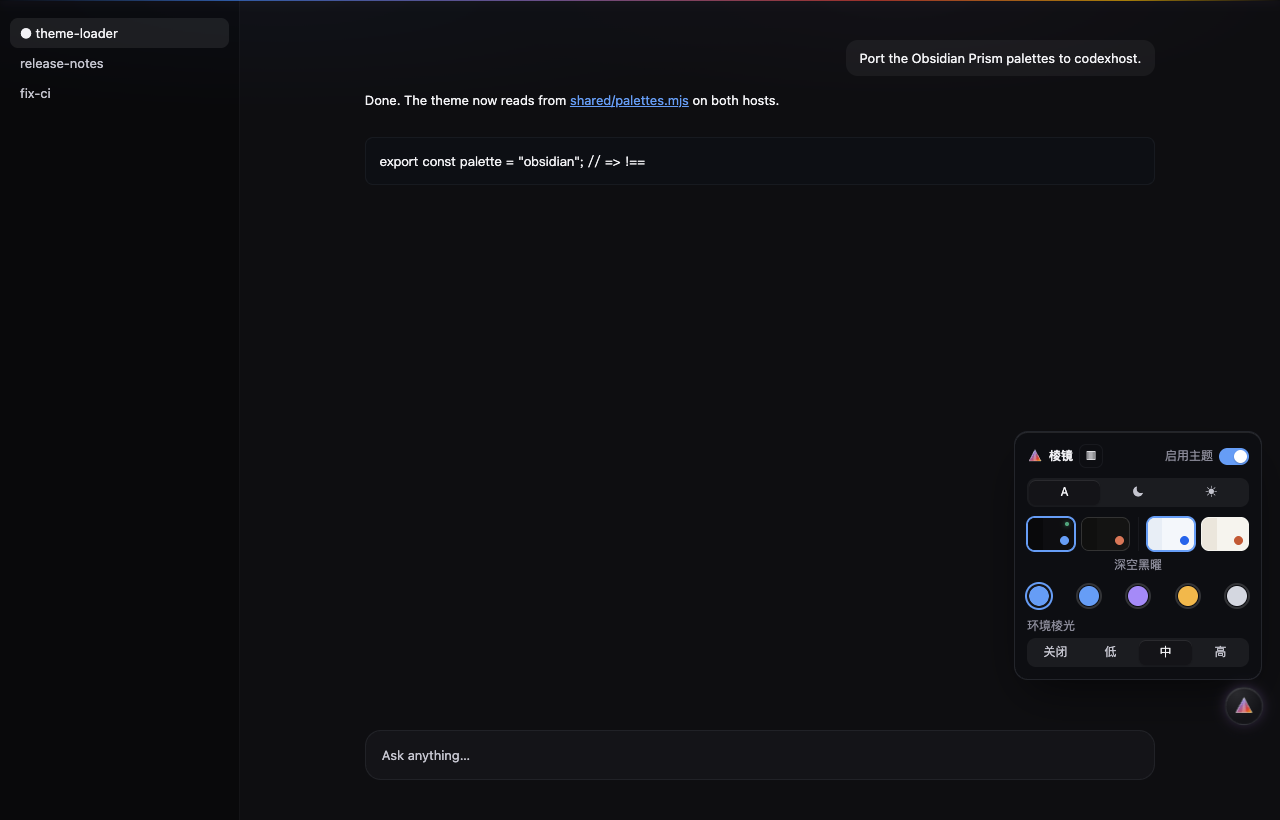 theme-loader
release-notes
fix-ci
Port the Obsidian Prism palettes to codexhost.
Done. The theme now reads from shared/palettes.mjs on both hosts.
export const palette = "obsidian"; // => !==
棱镜
启用主题
A
深空黑曜
环境棱光
关闭 低 中 高
Ask anything...